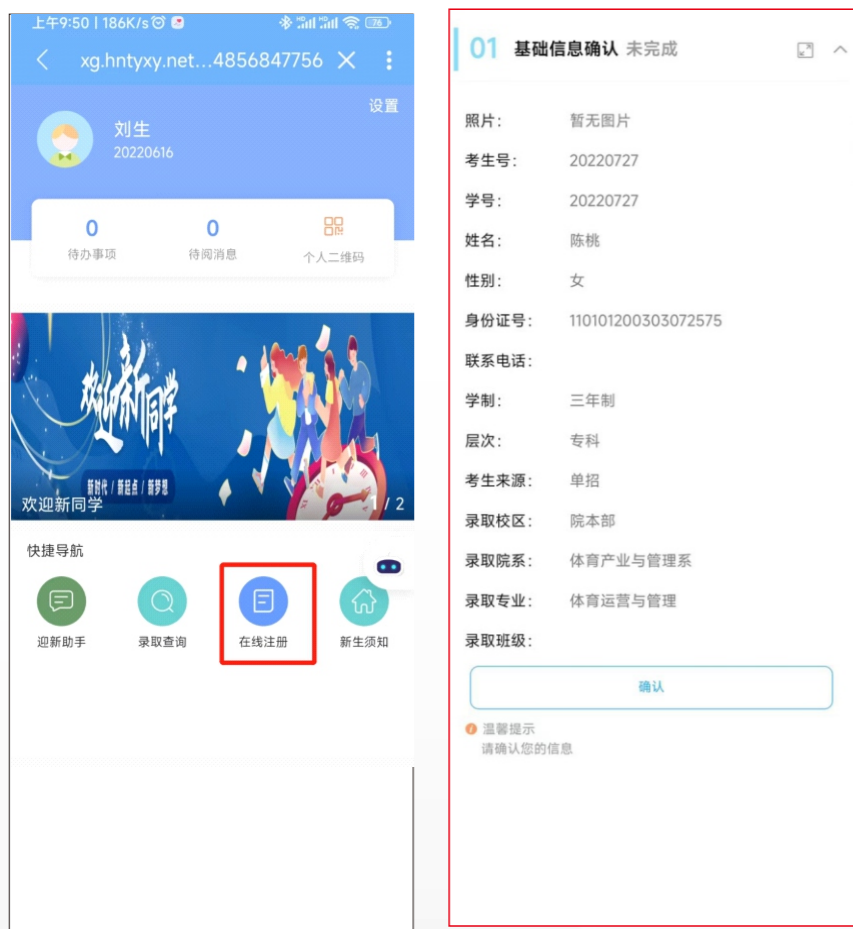 上午9:50 | 186K/s
76
xg.hntyxy.net...4856847756
设置
刘生
20220616
0
待办事项
0
待阅消息
个人二维码
欢迎新同学
新时代 / 新起点 / 新梦想
欢迎新同学
1 / 2
快捷导航
迎新助手
录取查询
在线注册
新生须知
01 基础信息确认 未完成
照片: 暂无图片
考生号: 20220727
学号: 20220727
姓名: 陈桃
性别: 女
身份证号: 110101200303072575
联系电话:
学制: 三年制
层次: 专科
考生来源: 单招
录取校区: 院本部
录取院系: 体育产业与管理系
录取专业: 体育运营与管理
录取班级:
确认
温馨提示
请确认您的信息